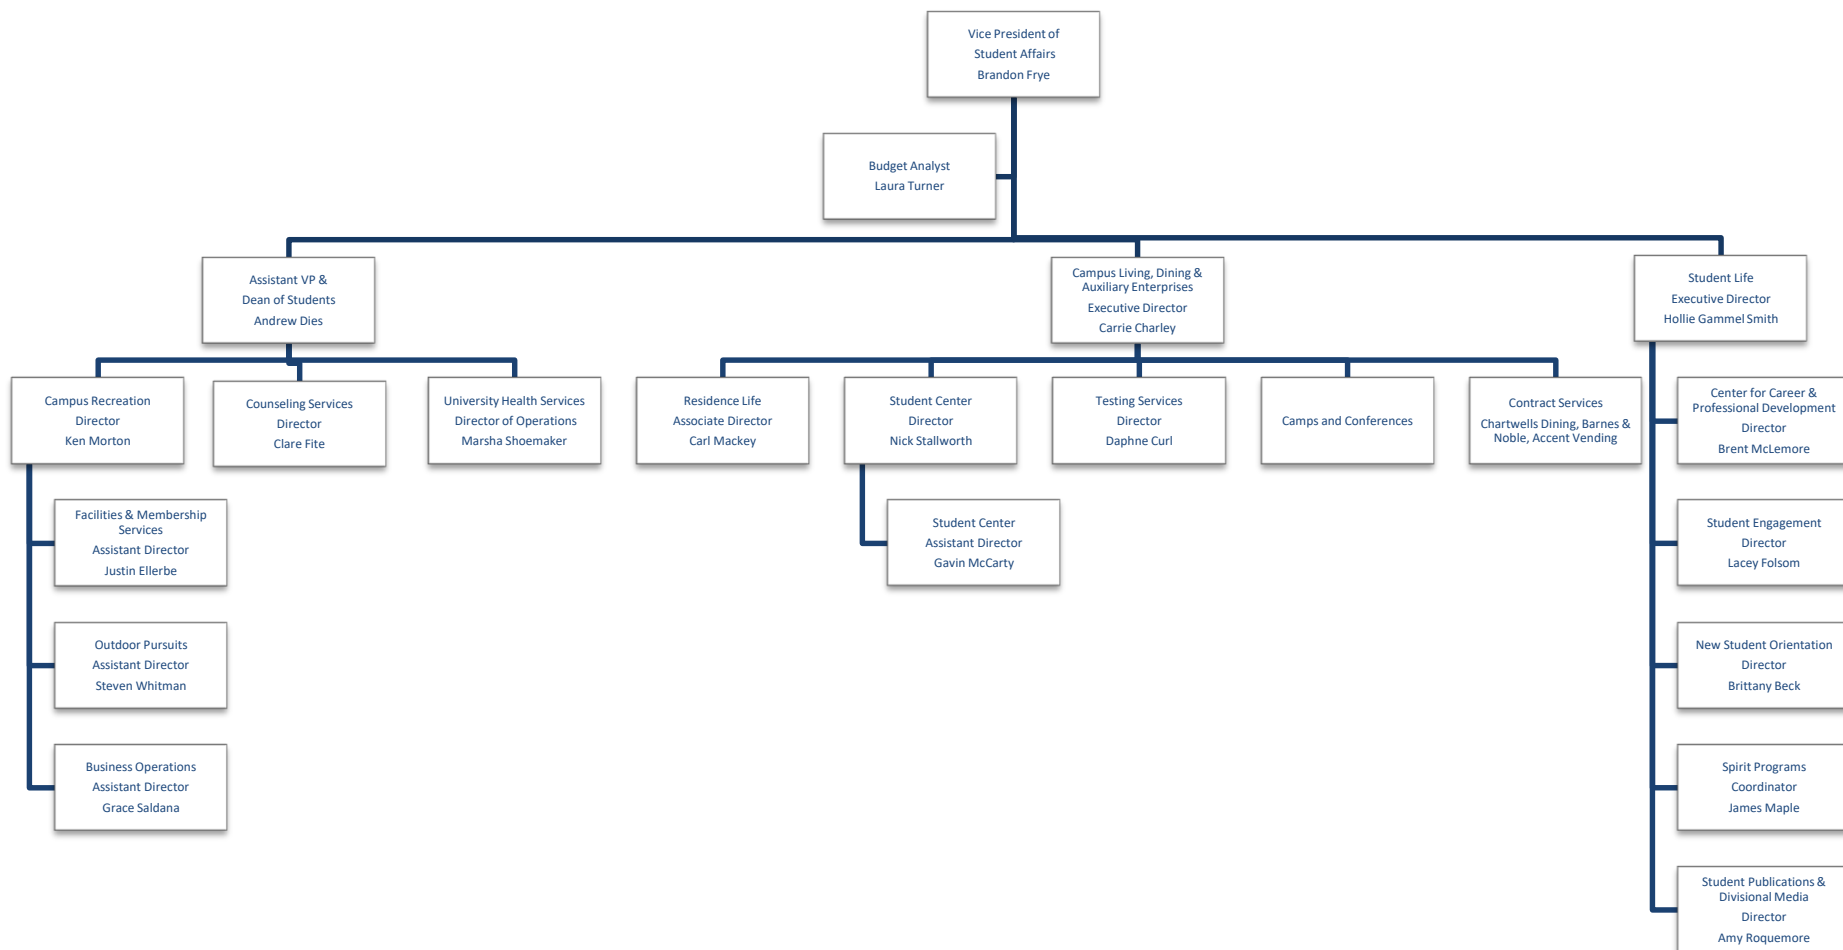 Vice President of
Student Affairs
Brandon Frye
Budget Analyst
Laura Turner
Assistant VP &
Dean of Students
Andrew Dies
Campus Living, Dining &
Auxiliary Enterprises
Executive Director
Carrie Charley
Student Life
Executive Director
Hollie Gammel Smith
Campus Recreation
Director
Ken Morton
Counseling Services
Director
Clare Fite
University Health Services
Director of Operations
Marsha Shoemaker
Residence Life
Associate Director
Carl Mackey
Student Center
Director
Nick Stallworth
Testing Services
Director
Daphne Curl
Camps and Conferences
Contract Services
Chartwells Dining, Barnes &
Noble, Accent Vending
Center for Career &
Professional Development
Director
Brent McLemore
Facilities & Membership
Services
Assistant Director
Justin Ellerbe
Student Center
Assistant Director
Gavin McCarty
Student Engagement
Director
Lacey Folsom
Outdoor Pursuits
Assistant Director
Steven Whitman
New Student Orientation
Director
Brittany Beck
Business Operations
Assistant Director
Grace Saldana
Spirit Programs
Coordinator
James Maple
Student Publications &
Divisional Media
Director
Amy Roquemore